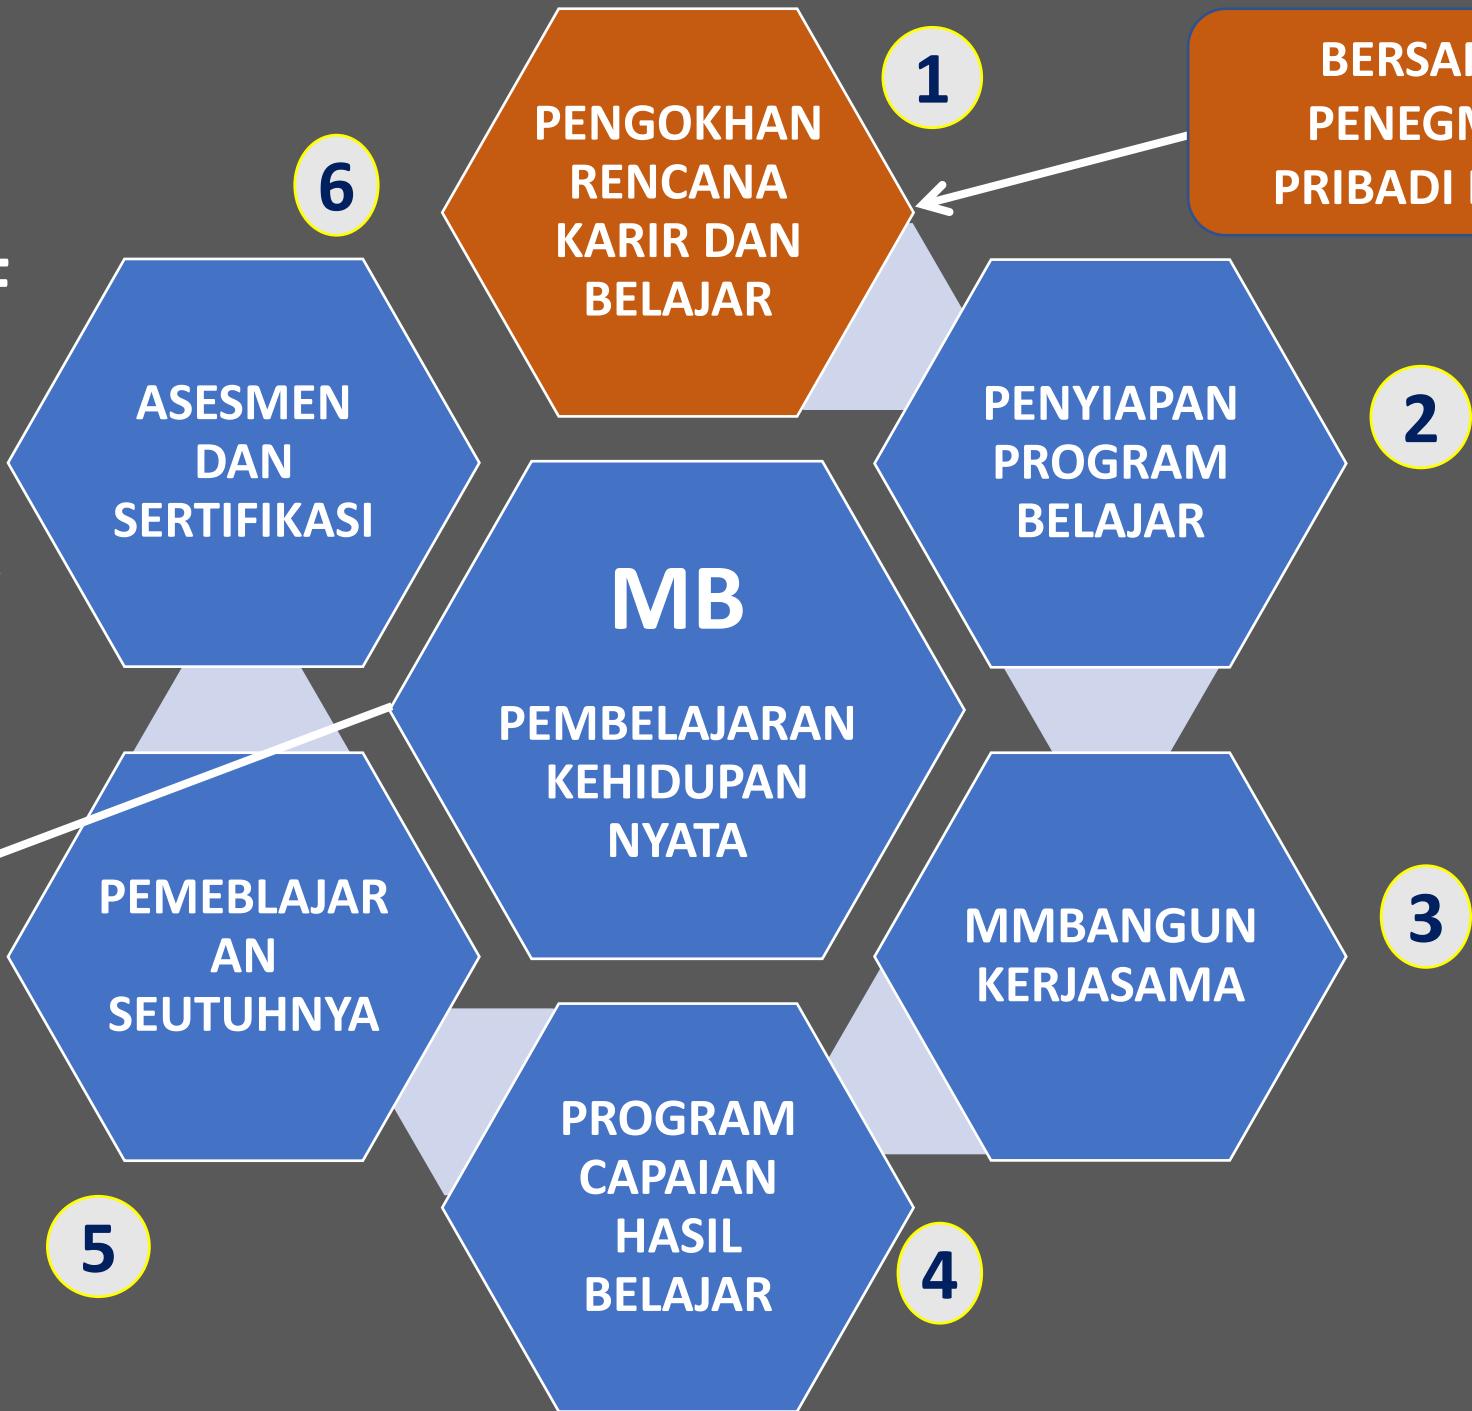 1
PENGOKHAN
RENCANA
KARIR DAN
BELAJAR
PRIBADI
2
PENYIAPAN
PROGRAM
BELAJAR
3
MMBANGUN
KERJASAMA
4
PROGRAM
CAPAIAN
HASIL
BELAJAR
5
PEMEBLAJAR
AN
SEUTUHNYA
6
ASESMEN
DAN
SERTIFIKASI
MB
PEMBELAJARAN
KEHIDUPAN
NYATA